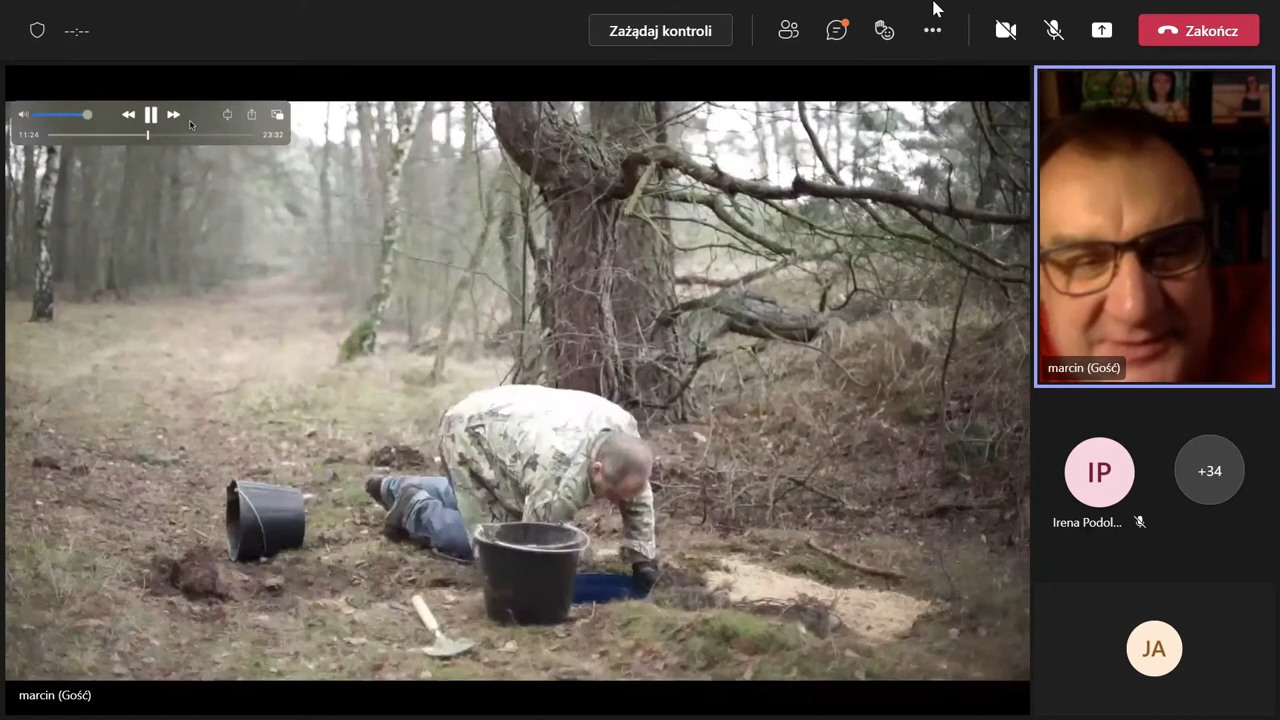 --:--
Zażądaj kontroli
Zakończ
11:24
23:32
marcin (Gość)
IP
+34
Irena Podol...
JA
marcin (Gość)